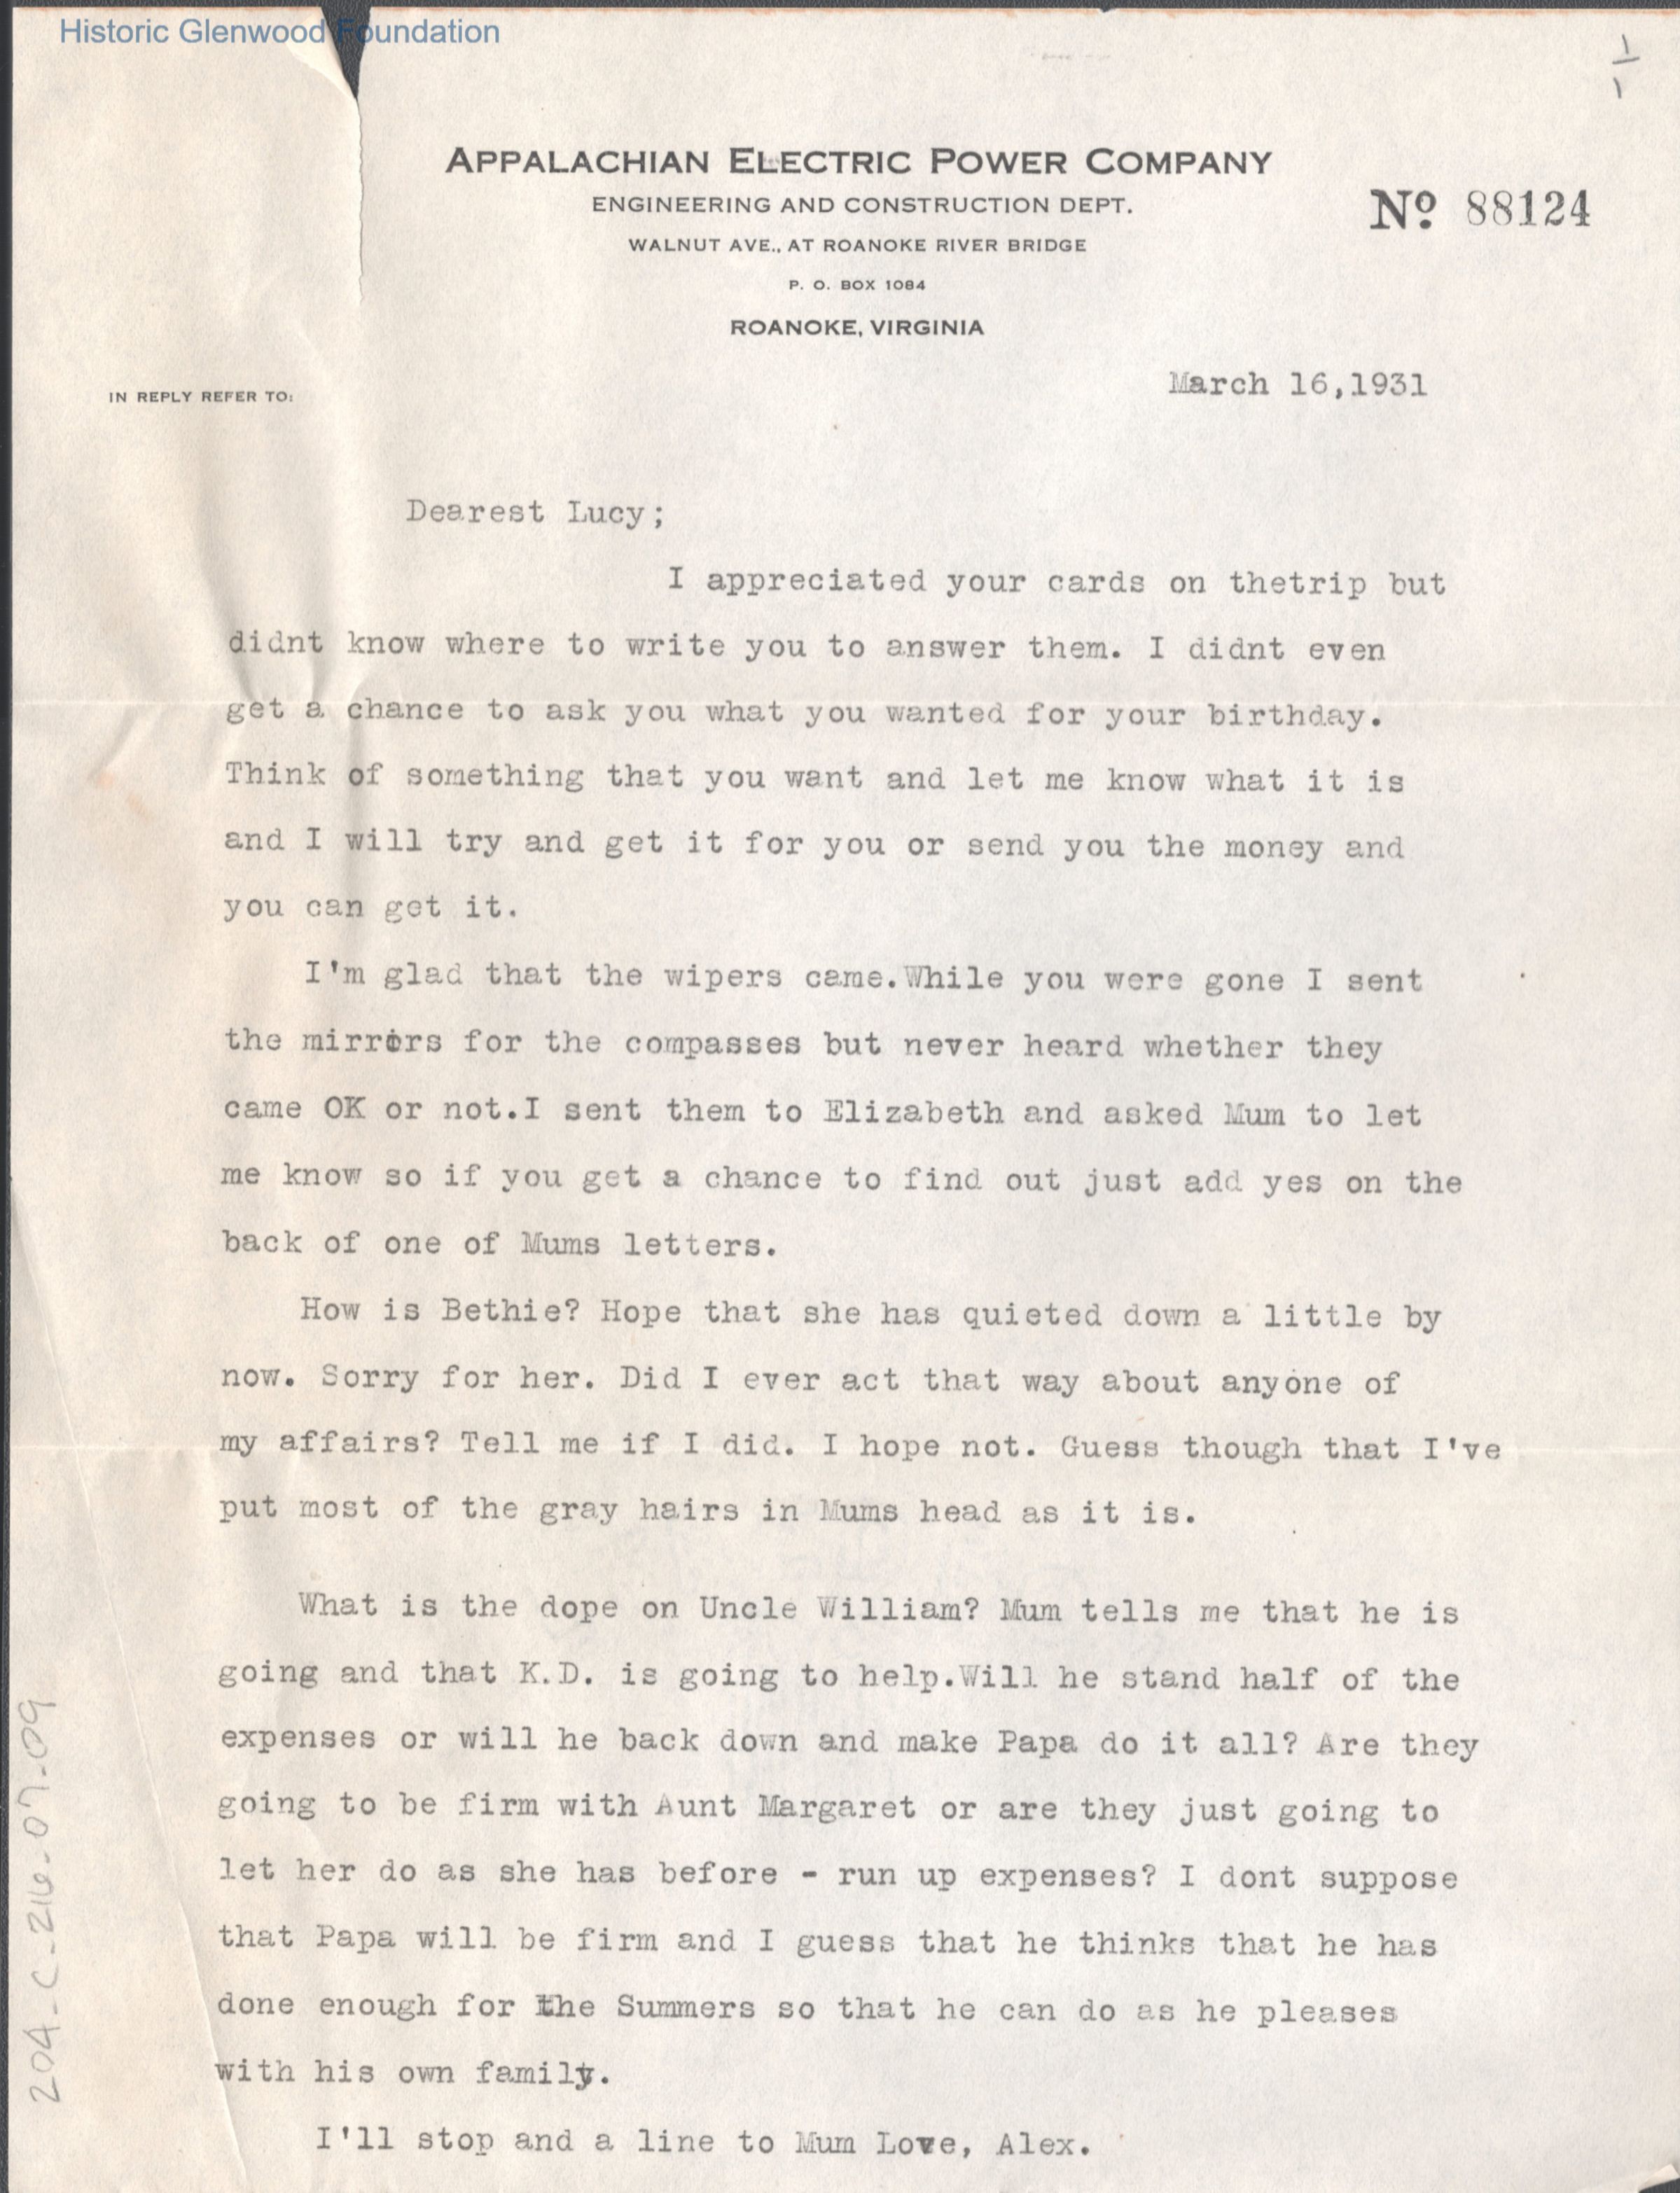 Historic Glenwood Foundation
1/1
APPALACHIAN ELECTRIC POWER COMPANY
ENGINEERING AND CONSTRUCTION DEPT.
No 88124
WALNUT AVE., AT ROANOKE RIVER BRIDGE
P. O. BOX 1084
ROANOKE, VIRGINIA
March 16,1931
IN REPLY REFER TO:
Dearest Lucy;
I appreciated your cards on thetrip but
didnt know where to write you to answer them. I didnt even
get a chance to ask you what you wanted for your birthday.
Think of something that you want and let me know what it is
and I will try and get it for you or send you the money and
you can get it.
I'm glad that the wipers came.While you were gone I sent
the mirrors for the compasses but never heard whether they
came OK or not.I sent them to Elizabeth and asked Mum to let
me know so if you get a chance to find out just add yes on the
back of one of Mums letters.
How is Bethie? Hope that she has quieted down a little by
now. Sorry for her. Did I ever act that way about anyone of
my affairs? Tell me if I did. I hope not. Guess though that I've
put most of the gray hairs in Mums head as it is.
What is the dope on Uncle William? Mum tells me that he is
going and that K.D. is going to help.Will he stand half of the
expenses or will he back down and make Papa do it all? Are they
going to be firm with Aunt Margaret or are they just going to
let her do as she has before - run up expenses? I dont suppose
that Papa will be firm and I guess that he thinks that he has
done enough for the Summers so that he can do as he pleases
with his own family.
I'll stop and a line to Mum Love, Alex.
204-C-216-07-09